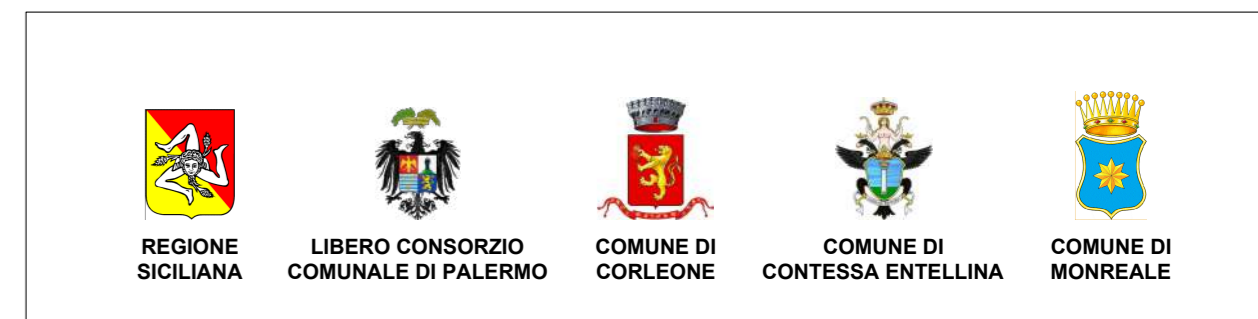 REGIONE
SICILIANA
LIBERO CONSORZIO
COMUNALE DI PALERMO
COMUNE DI
CORLEONE
COMUNE DI
CONTESSA ENTELLINA
COMUNE DI
MONREALE